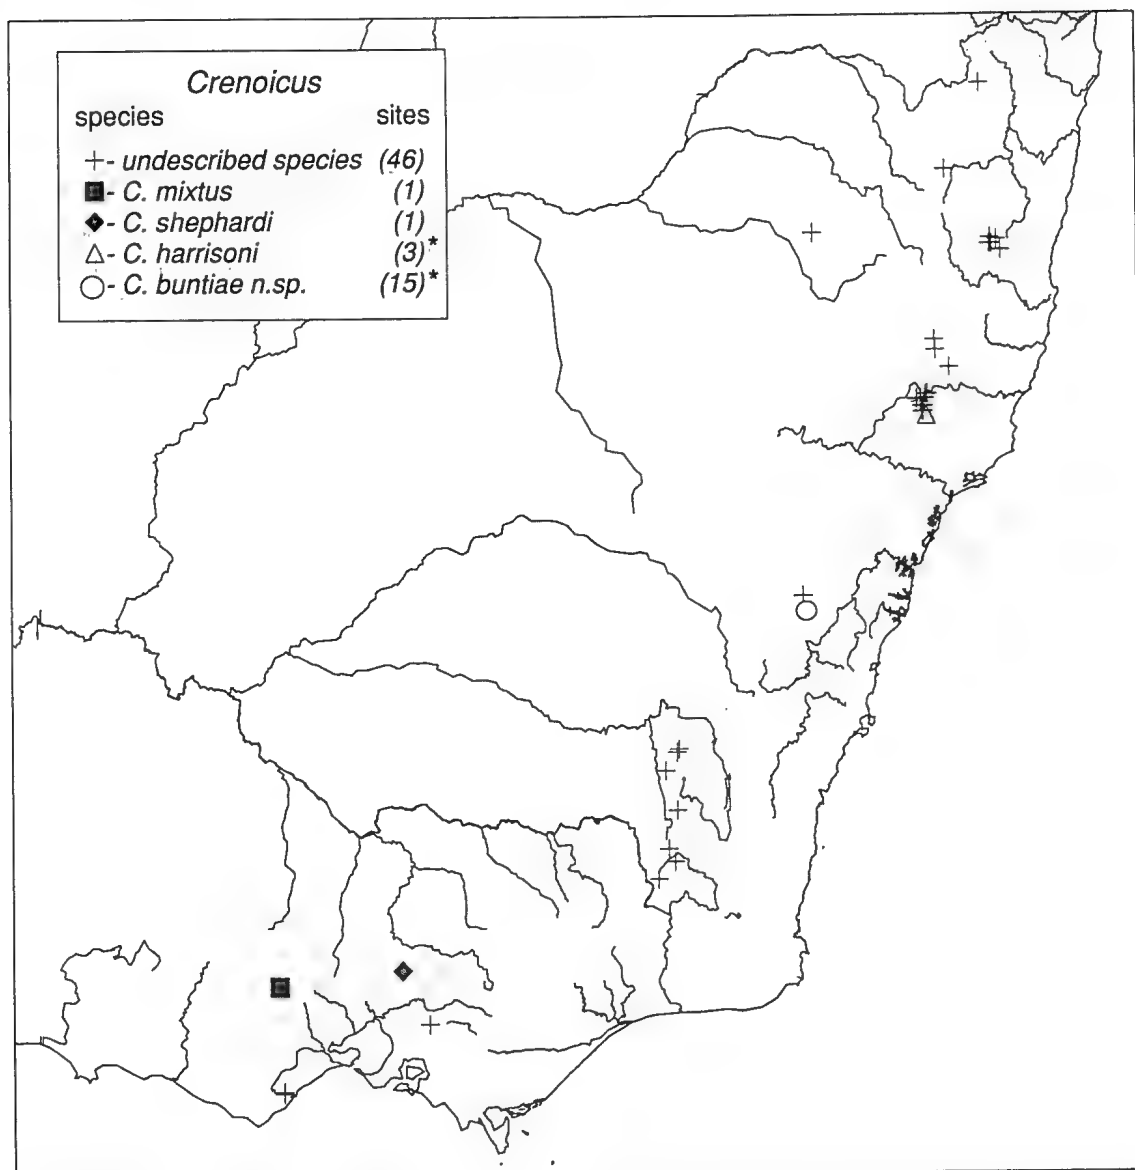 Crenoicus
species sites
+- undescribed species (46)
■- C. mixtus (1)
◆- C. shephardi (1)
△- C. harrisoni (3)*
○- C. buntiae n.sp. (15)*